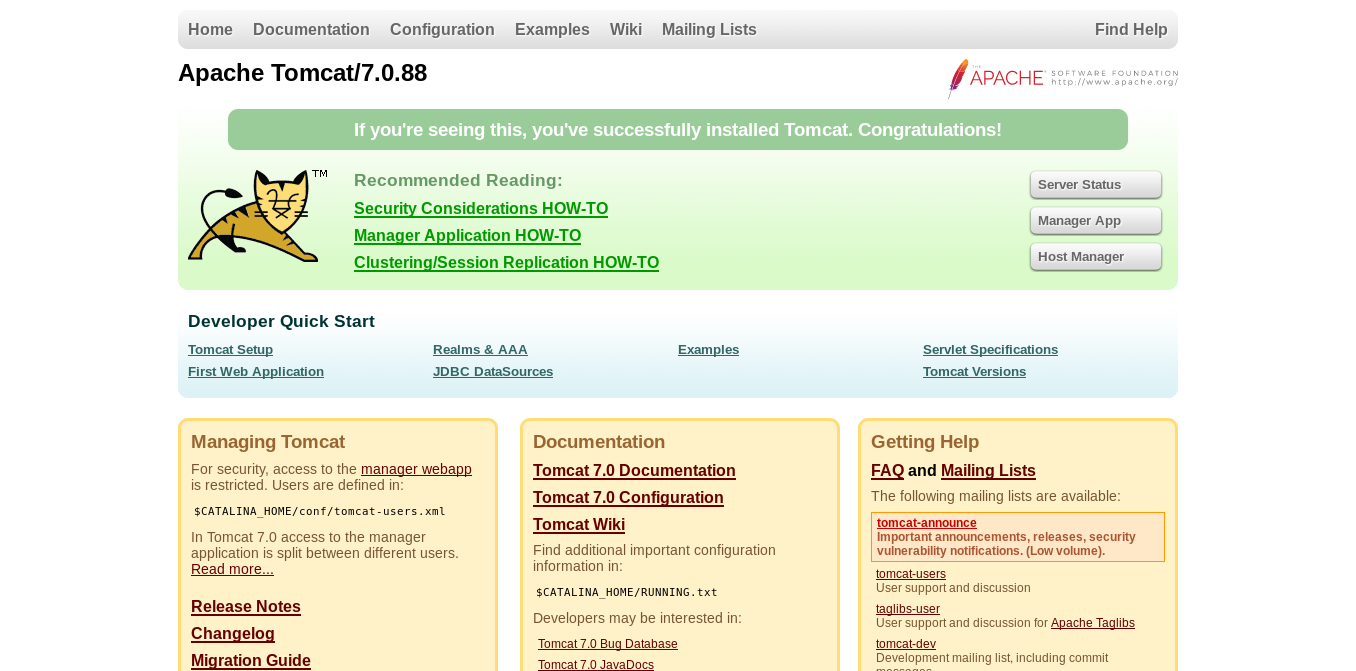 Home Documentation Configuration Examples Wiki Mailing Lists Find Help
Apache Tomcat/7.0.88
THE APACHE SOFTWARE FOUNDATION
http://www.apache.org/
If you're seeing this, you've successfully installed Tomcat. Congratulations!
TM
Recommended Reading:
Security Considerations HOW-TO
Manager Application HOW-TO
Clustering/Session Replication HOW-TO
Server Status
Manager App
Host Manager
Developer Quick Start
Tomcat Setup
First Web Application
Realms & AAA
JDBC DataSources
Examples
Servlet Specifications
Tomcat Versions
Managing Tomcat
For security, access to the manager webapp
is restricted. Users are defined in:
$CATALINA_HOME/conf/tomcat-users.xml
In Tomcat 7.0 access to the manager
application is split between different users.
Read more...
Release Notes
Changelog
Migration Guide
Documentation
Tomcat 7.0 Documentation
Tomcat 7.0 Configuration
Tomcat Wiki
Find additional important configuration
information in:
$CATALINA_HOME/RUNNING.txt
Developers may be interested in:
Tomcat 7.0 Bug Database
Tomcat 7.0 JavaDocs
Getting Help
FAQ and Mailing Lists
The following mailing lists are available:
tomcat-announce
Important announcements, releases, security
vulnerability notifications. (Low volume).
tomcat-users
User support and discussion
taglibs-user
User support and discussion for Apache Taglibs
tomcat-dev
Development mailing list, including commit
messages